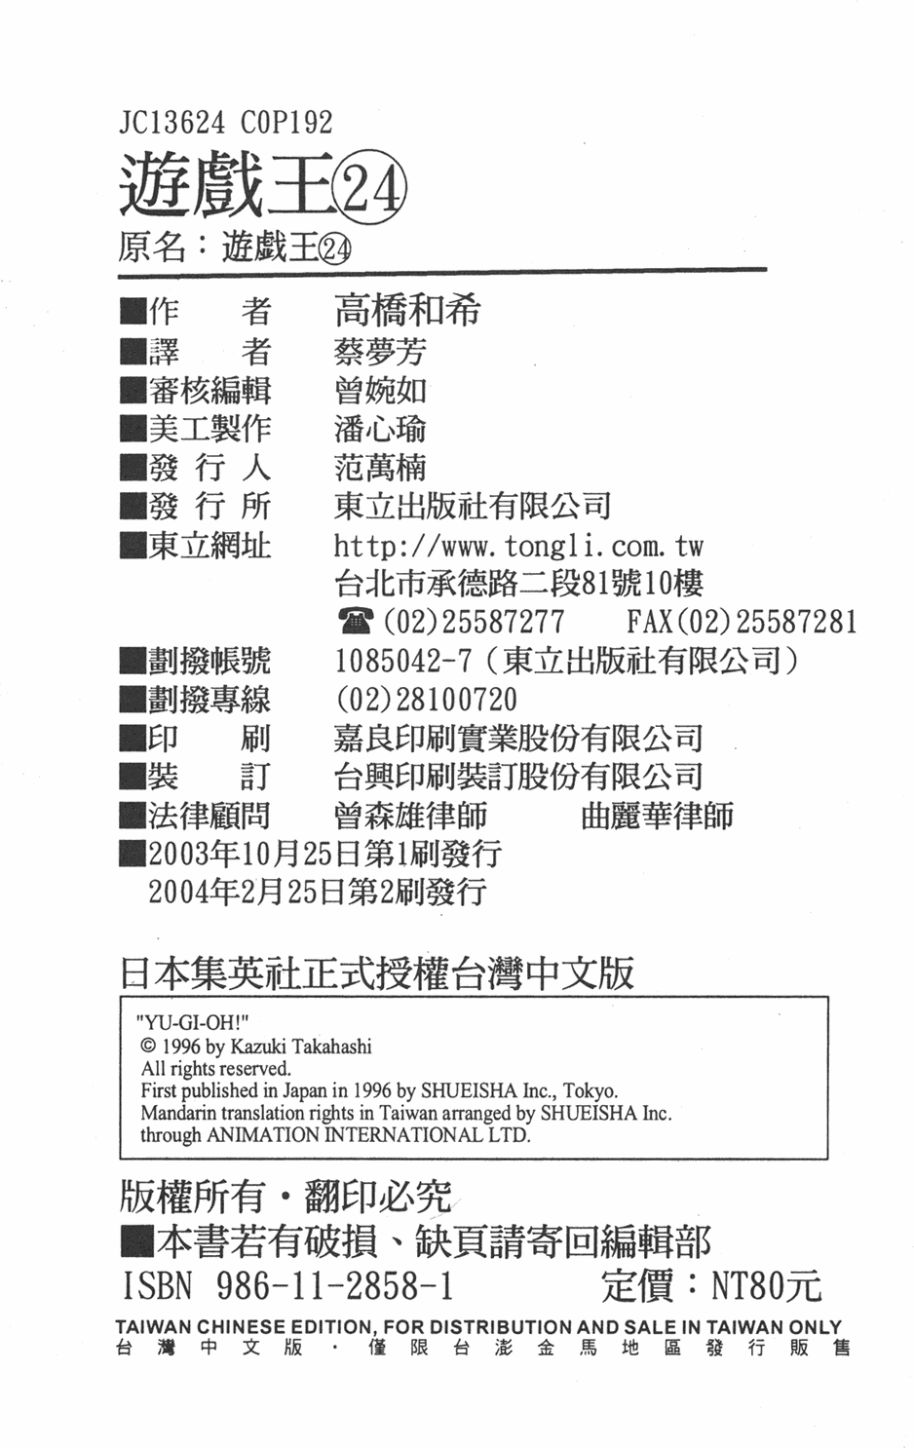 JC13624 COP192
遊戲王㉔
原名：遊戯王㉔
■作　者　高橋和希
■譯　者　蔡夢芳
■審核編輯　曾婉如
■美工製作　潘心瑜
■發行人　范萬楠
■發行所　東立出版社有限公司
■東立網址　http://www.tongli.com.tw
台北市承德路二段81號10樓
☎(02)25587277　FAX(02)25587281
■劃撥帳號　1085042-7（東立出版社有限公司）
■劃撥專線　(02)28100720
■印　刷　嘉良印刷實業股份有限公司
■裝　訂　台興印刷裝訂股份有限公司
■法律顧問　曾森雄律師　曲麗華律師
■2003年10月25日第1刷發行
2004年2月25日第2刷發行
日本集英社正式授權台灣中文版
"YU-GI-OH!"
© 1996 by Kazuki Takahashi
All rights reserved.
First published in Japan in 1996 by SHUEISHA Inc., Tokyo.
Mandarin translation rights in Taiwan arranged by SHUEISHA Inc.
through ANIMATION INTERNATIONAL LTD.
版權所有・翻印必究
■本書若有破損、缺頁請寄回編輯部
ISBN 986-11-2858-1　定價：NT80元
TAIWAN CHINESE EDITION, FOR DISTRIBUTION AND SALE IN TAIWAN ONLY
台灣中文版・僅限台澎金馬地區發行販售